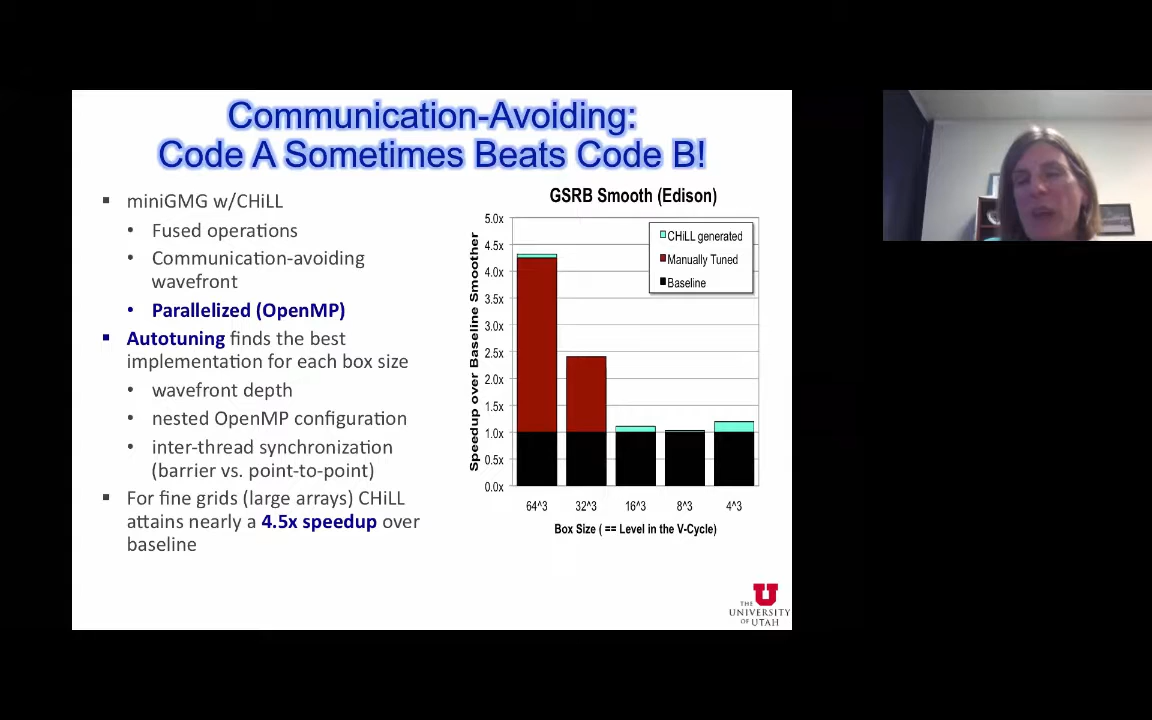 Communication-Avoiding:
Code A Sometimes Beats Code B!
▪ miniGMG w/CHiLL
• Fused operations
• Communication-avoiding
wavefront
• Parallelized (OpenMP)
▪ Autotuning finds the best
implementation for each box size
• wavefront depth
• nested OpenMP configuration
• inter-thread synchronization
(barrier vs. point-to-point)
▪ For fine grids (large arrays) CHiLL
attains nearly a 4.5x speedup over
baseline
GSRB Smooth (Edison)
Speedup over Baseline Smoother
5.0x
4.5x
4.0x
3.5x
3.0x
2.5x
2.0x
1.5x
1.0x
0.5x
0.0x
CHiLL generated
Manually Tuned
Baseline
64^3 32^3 16^3 8^3 4^3
Box Size ( == Level in the V-Cycle)
THE
UNIVERSITY
OF UTAH